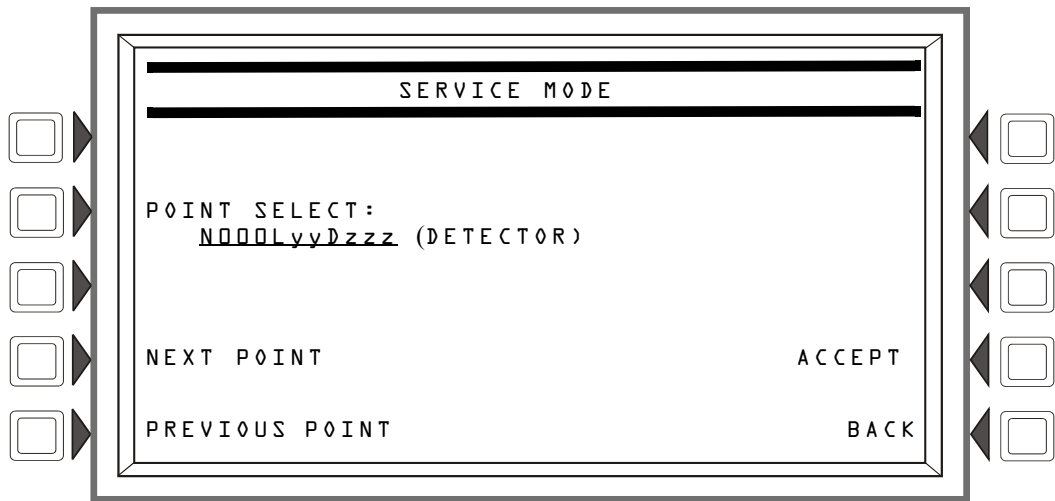 SERVICE MODE
POINT SELECT:
N000LyyDzzz (DETECTOR)
NEXT POINT ACCEPT
PREVIOUS POINT BACK